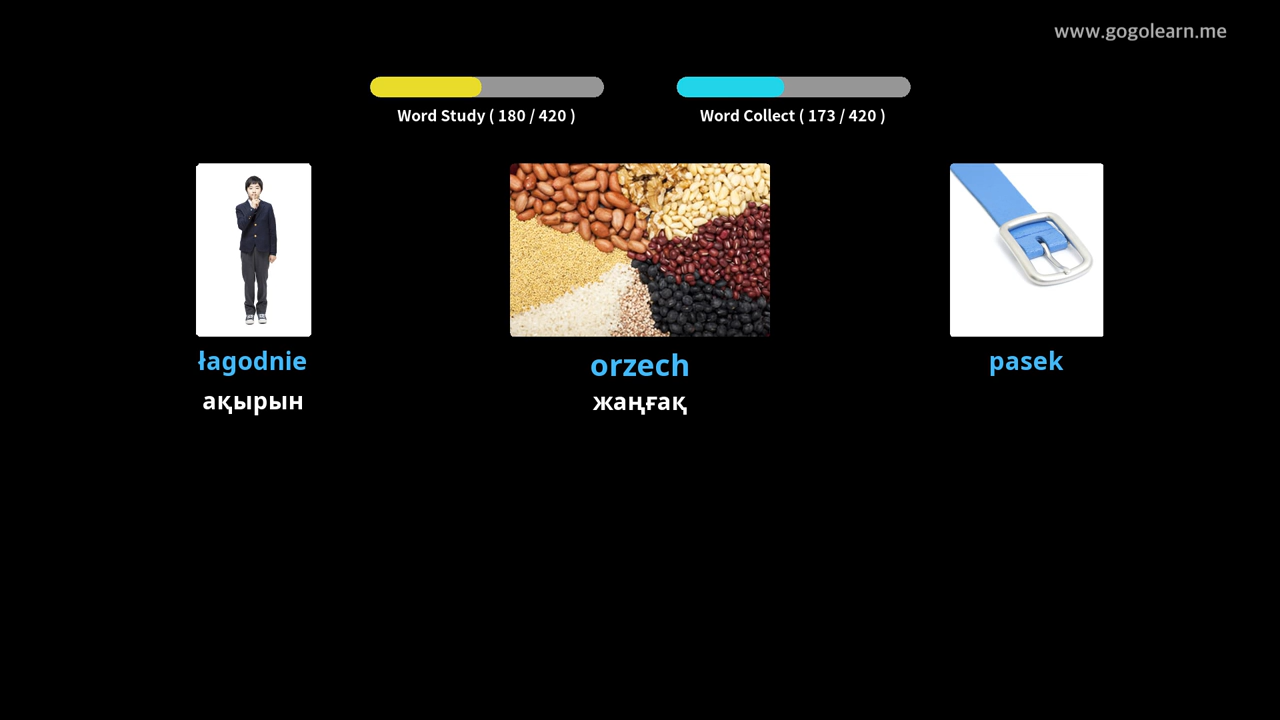 www.gogolearn.me
Word Study ( 180 / 420 )
Word Collect ( 173 / 420 )
łagodnie
orzech
pasek
ақырын
жаңғақ